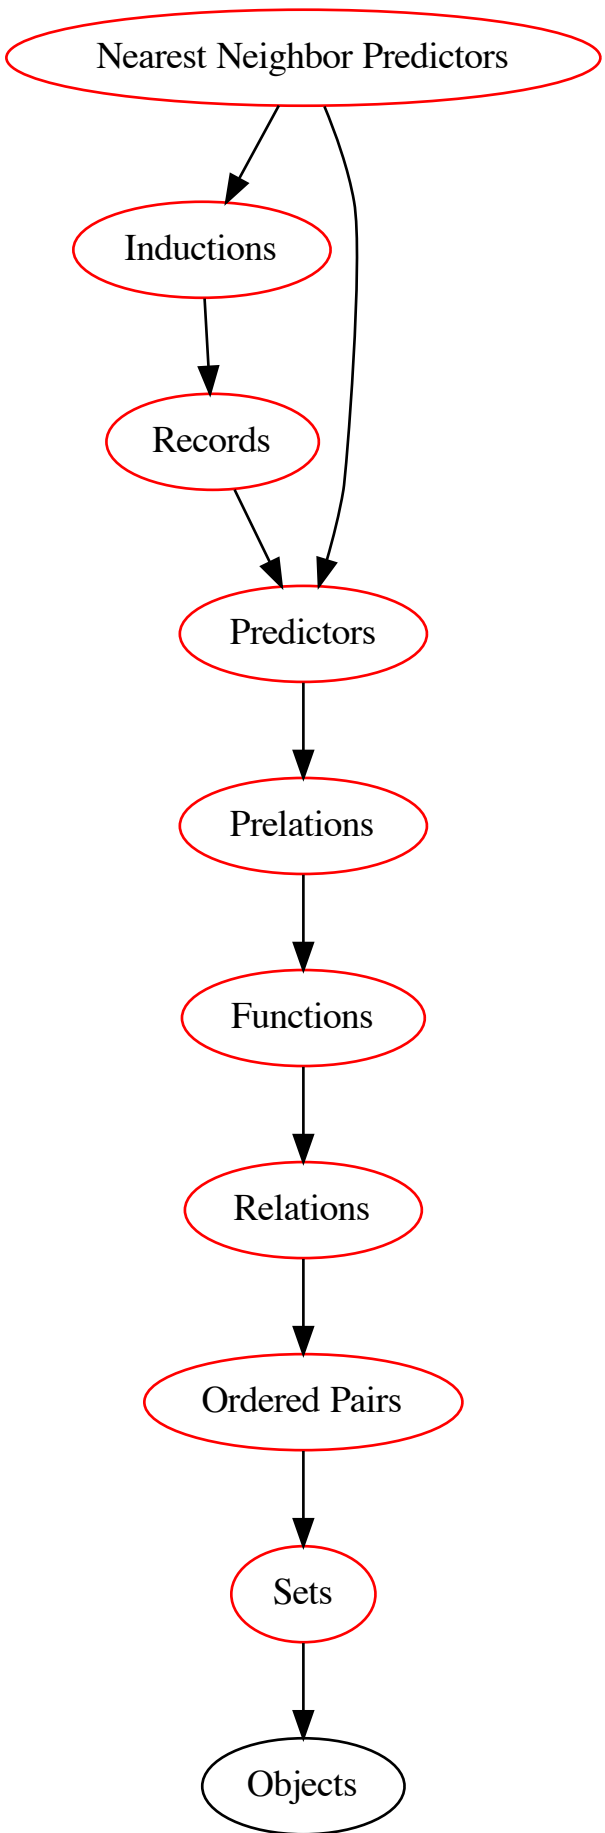 Nearest Neighbor Predictors
Inductions
Records
Predictors
Prelations
Functions
Relations
Ordered Pairs
Sets
Objects